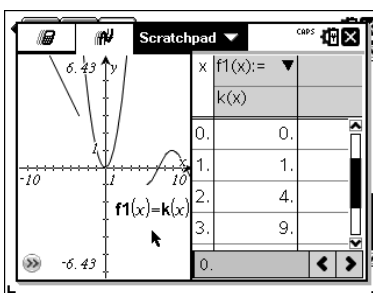 Scratchpad
CAPS
6.43 y
1
x
-10
.1
10
f1(x)=k(x)
-6.43
x f1(x):=
k(x)
0. 0.
1. 1.
2. 4.
3. 9.
0.